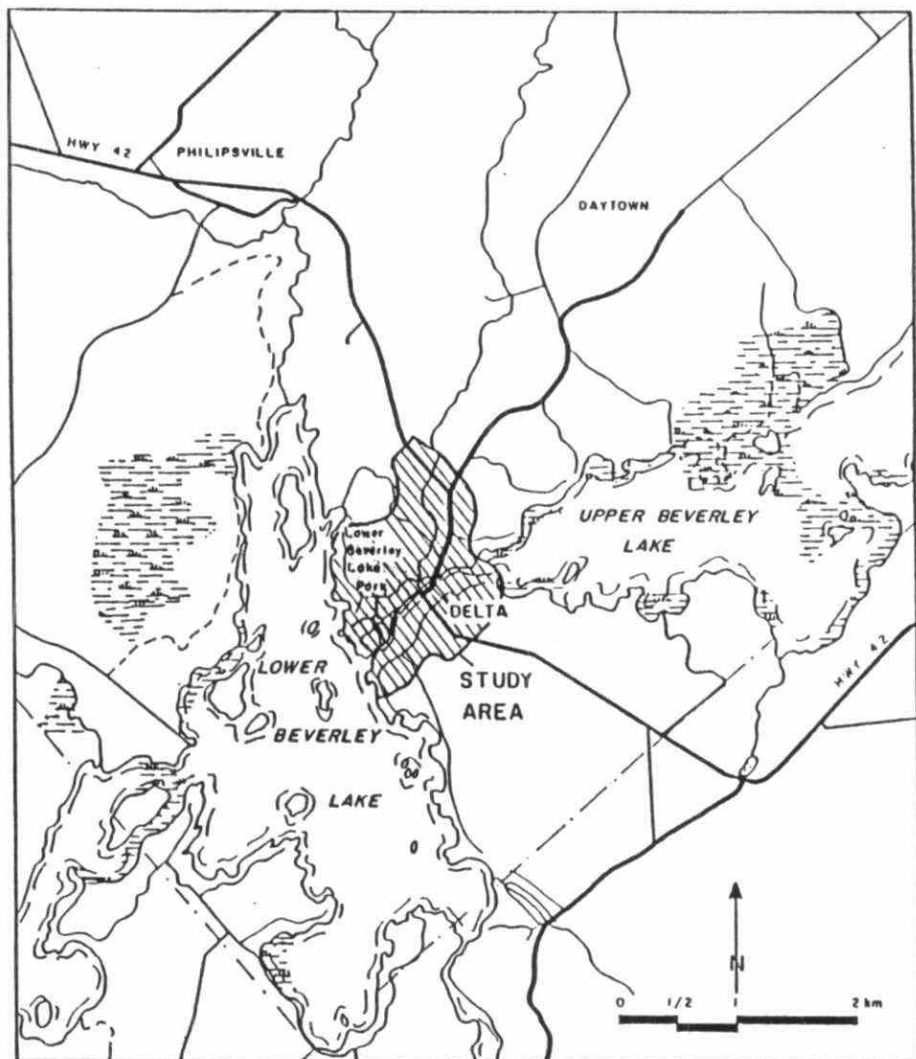 HWY 42
PHILIPSVILLE
DAYTOWN
UPPER BEVERLEY
LAKE
Lower
Beverley
Lake
Park
DELTA
HWY 42
STUDY
AREA
LOWER
BEVERLEY
LAKE
N
0 1/2 1 2 km